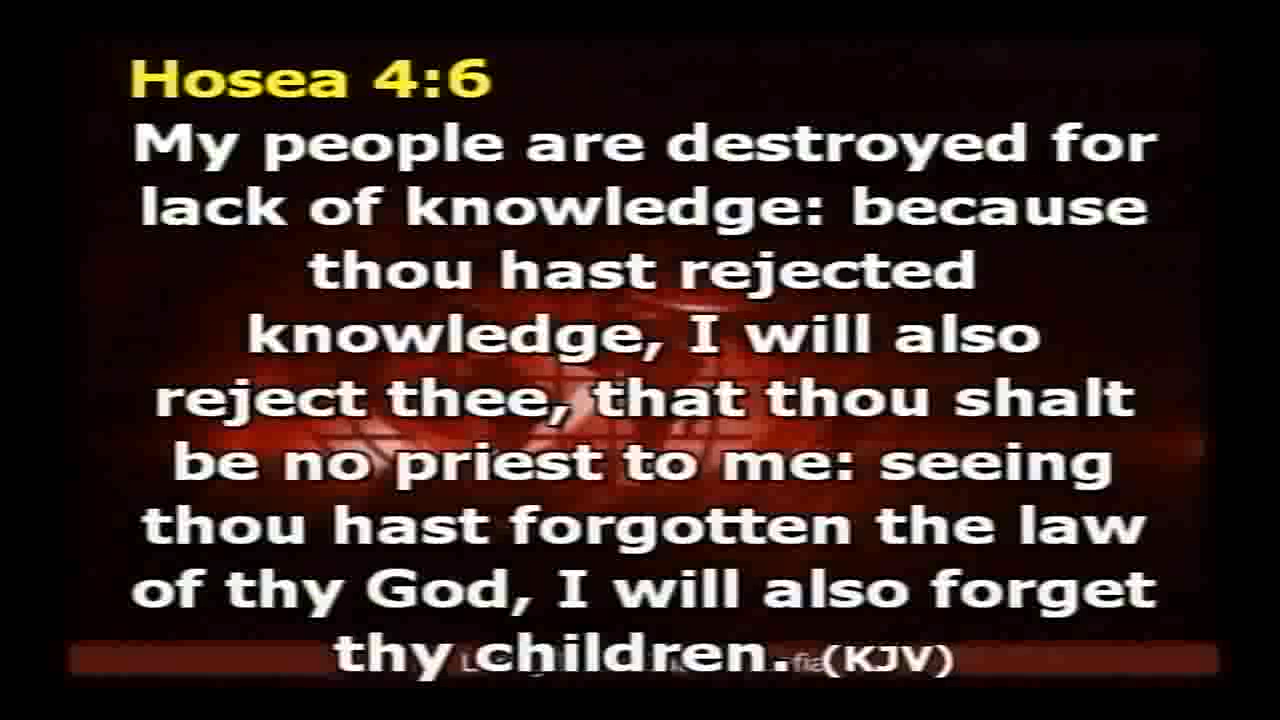 Hosea 4:6
My people are destroyed for
lack of knowledge: because
thou hast rejected
knowledge, I will also
reject thee, that thou shalt
be no priest to me: seeing
thou hast forgotten the law
of thy God, I will also forget
thy children. (KJV)